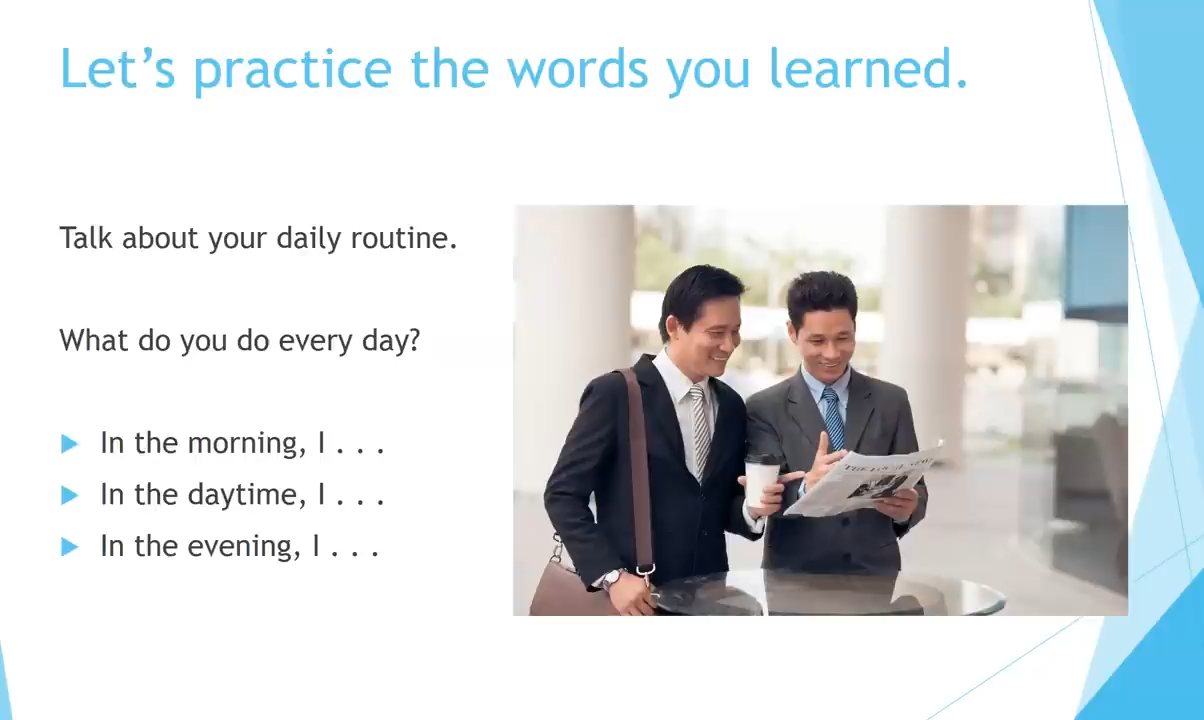 Let's practice the words you learned.
Talk about your daily routine.
What do you do every day?
In the morning, I . . .
In the daytime, I . . .
In the evening, I . . .